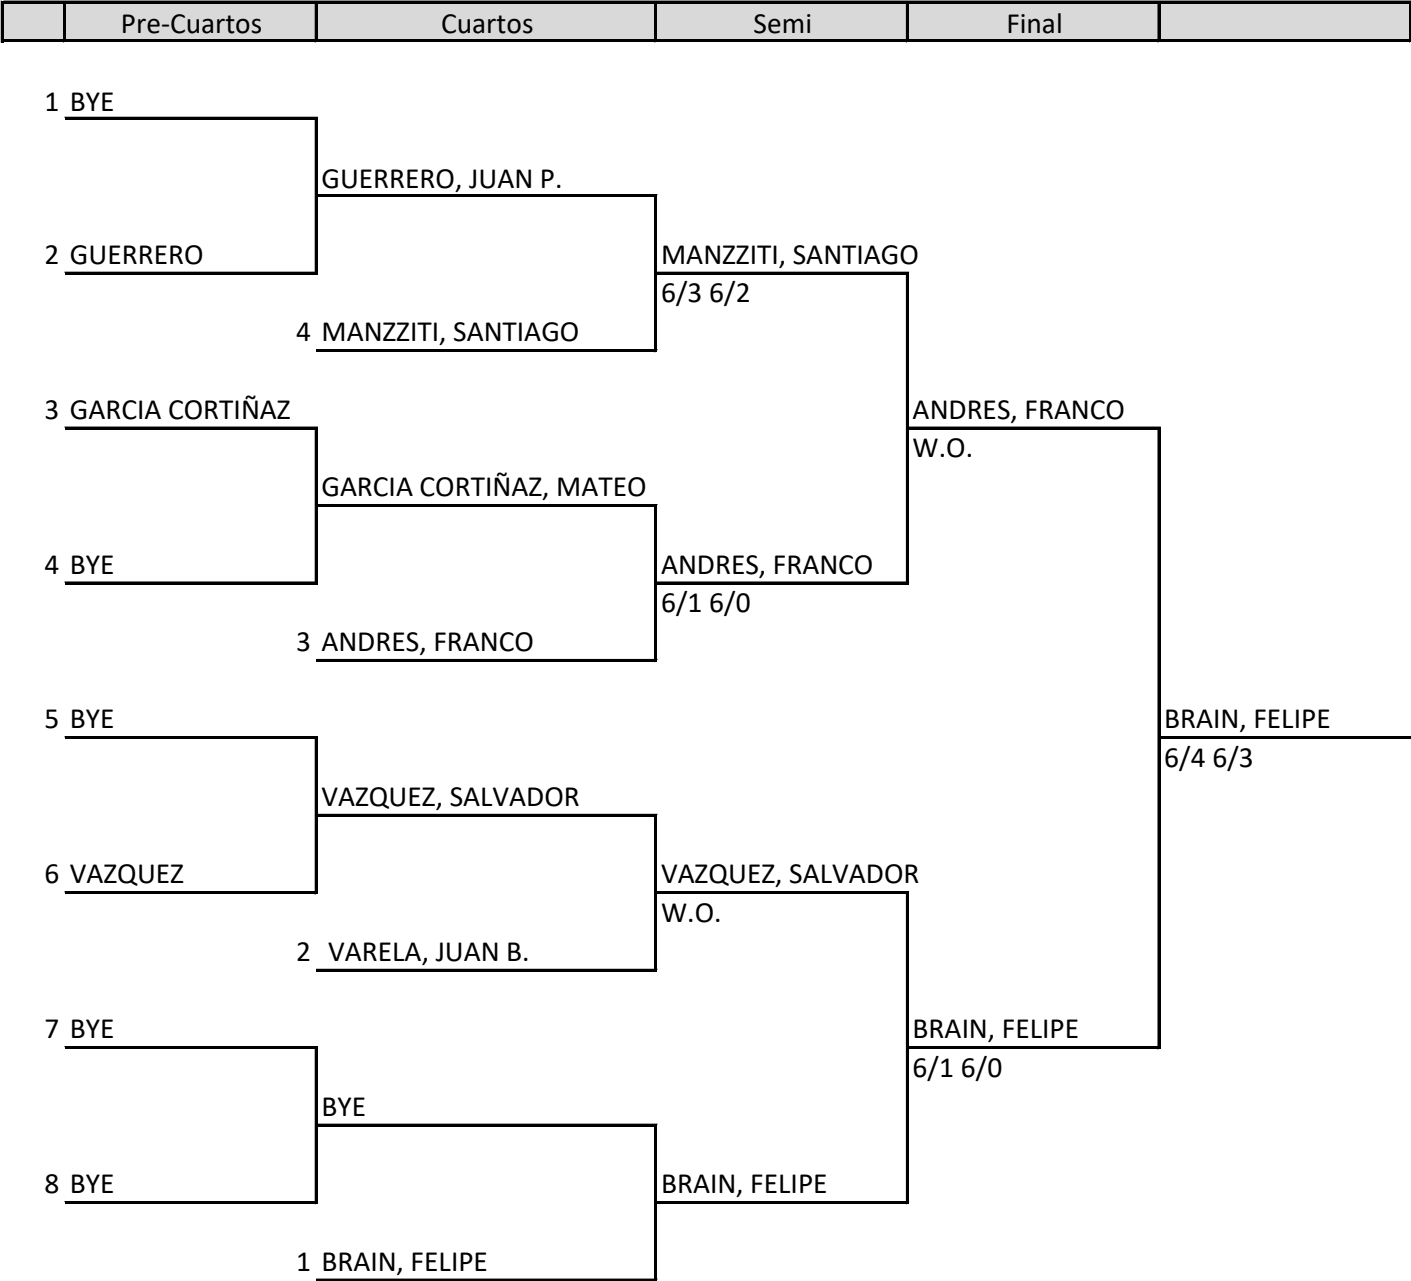 Pre-Cuartos Cuartos Semi Final
1 BYE
GUERRERO, JUAN P.
2 GUERRERO MANZZITI, SANTIAGO
6/3 6/2
4 MANZZITI, SANTIAGO
3 GARCIA CORTIÑAZ ANDRES, FRANCO
W.O.
GARCIA CORTIÑAZ, MATEO
4 BYE ANDRES, FRANCO
6/1 6/0
3 ANDRES, FRANCO
5 BYE BRAIN, FELIPE
6/4 6/3
VAZQUEZ, SALVADOR
6 VAZQUEZ VAZQUEZ, SALVADOR
W.O.
2 VARELA, JUAN B.
7 BYE BRAIN, FELIPE
6/1 6/0
BYE
8 BYE BRAIN, FELIPE
1 BRAIN, FELIPE